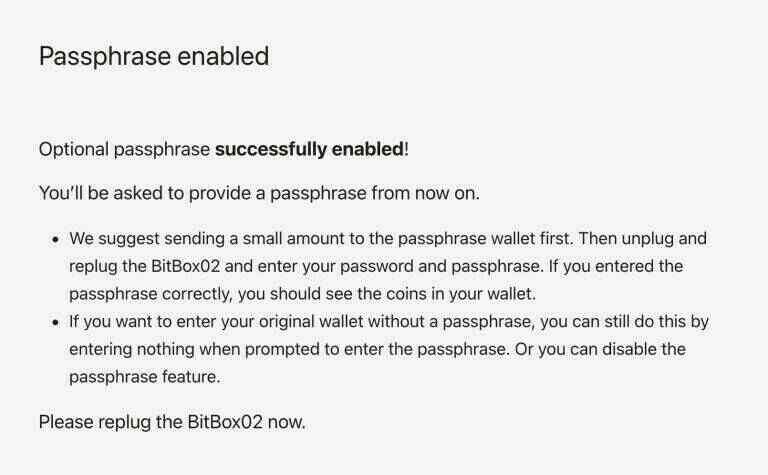 Passphrase enabled
Optional passphrase successfully enabled!
You’ll be asked to provide a passphrase from now on.
• We suggest sending a small amount to the passphrase wallet first. Then unplug and
replug the BitBox02 and enter your password and passphrase. If you entered the
passphrase correctly, you should see the coins in your wallet.
• If you want to enter your original wallet without a passphrase, you can still do this by
entering nothing when prompted to enter the passphrase. Or you can disable the
passphrase feature.
Please replug the BitBox02 now.